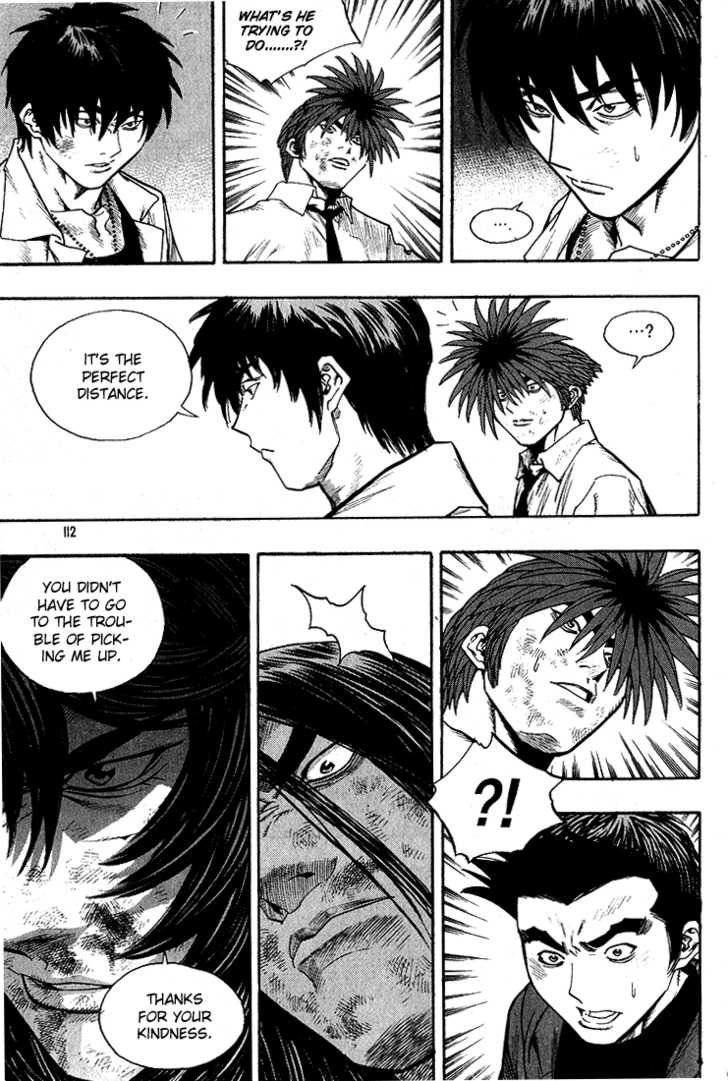 WHAT'S HE
TRYING TO
DO.......?!
...
IT'S THE
PERFECT
DISTANCE.
...?
112
YOU DIDN'T
HAVE TO GO
TO THE TROU-
BLE OF PICK-
ING ME UP.
THANKS
FOR YOUR
KINDNESS.
?!